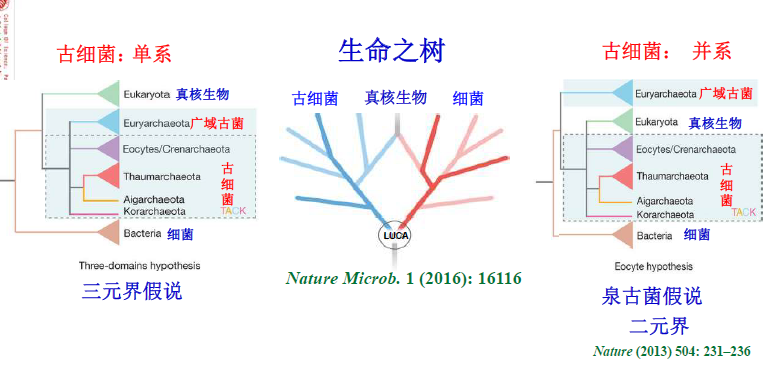 College Of Science, Pe
古细菌：单系
生命之树
古细菌： 并系
古细菌
真核生物
细菌
Eukaryota 真核生物
Euryarchaeota 广域古菌
Eocytes/Crenarchaeota
Thaumarchaeota
古细菌
Aigarchaeota
Korarchaeota
TACK
Bacteria 细菌
Three-domains hypothesis
三元界假说
LUCA
Nature Microb. 1 (2016): 16116
Euryarchaeota 广域古菌
Eukaryota 真核生物
Eocytes/Crenarchaeota
Thaumarchaeota
古细菌
Aigarchaeota
Korarchaeota
TACK
Bacteria 细菌
Eocyte hypothesis
泉古菌假说
二元界
Nature (2013) 504: 231–236